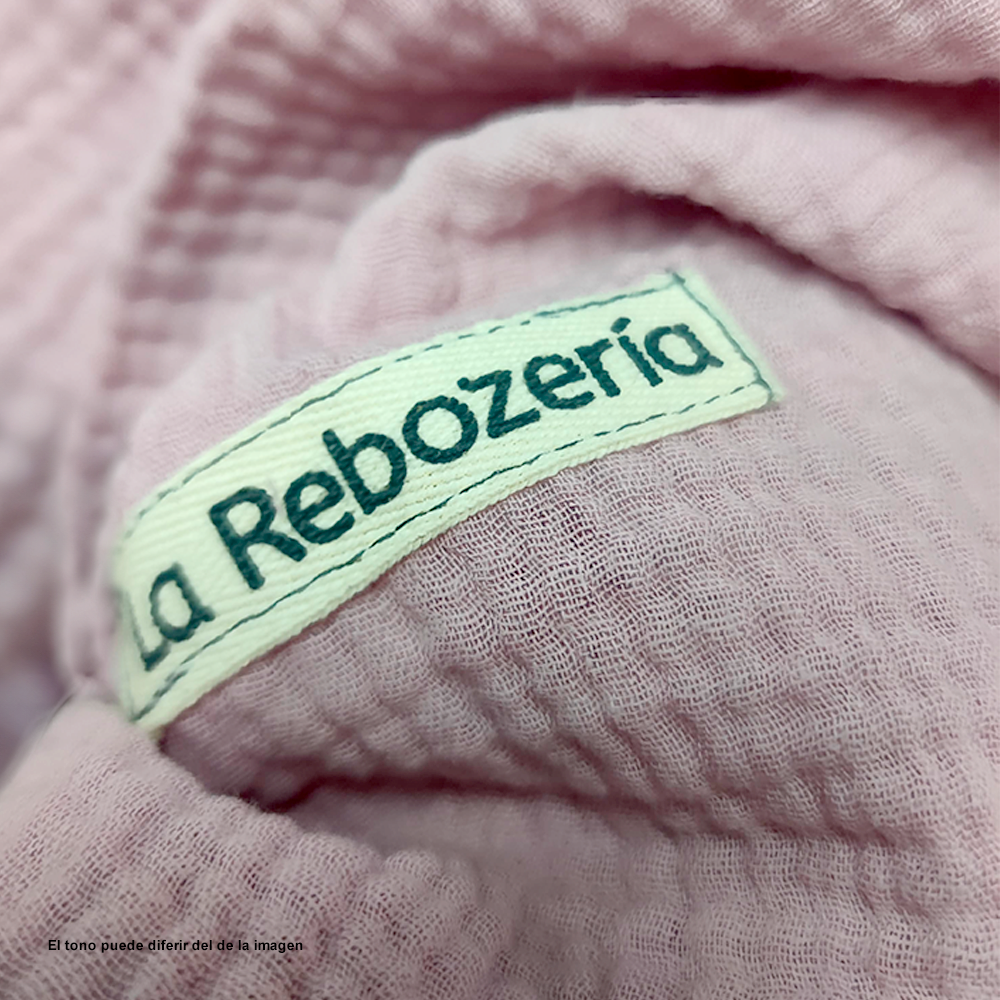 La Rebozería
El tono puede diferir del de la imagen